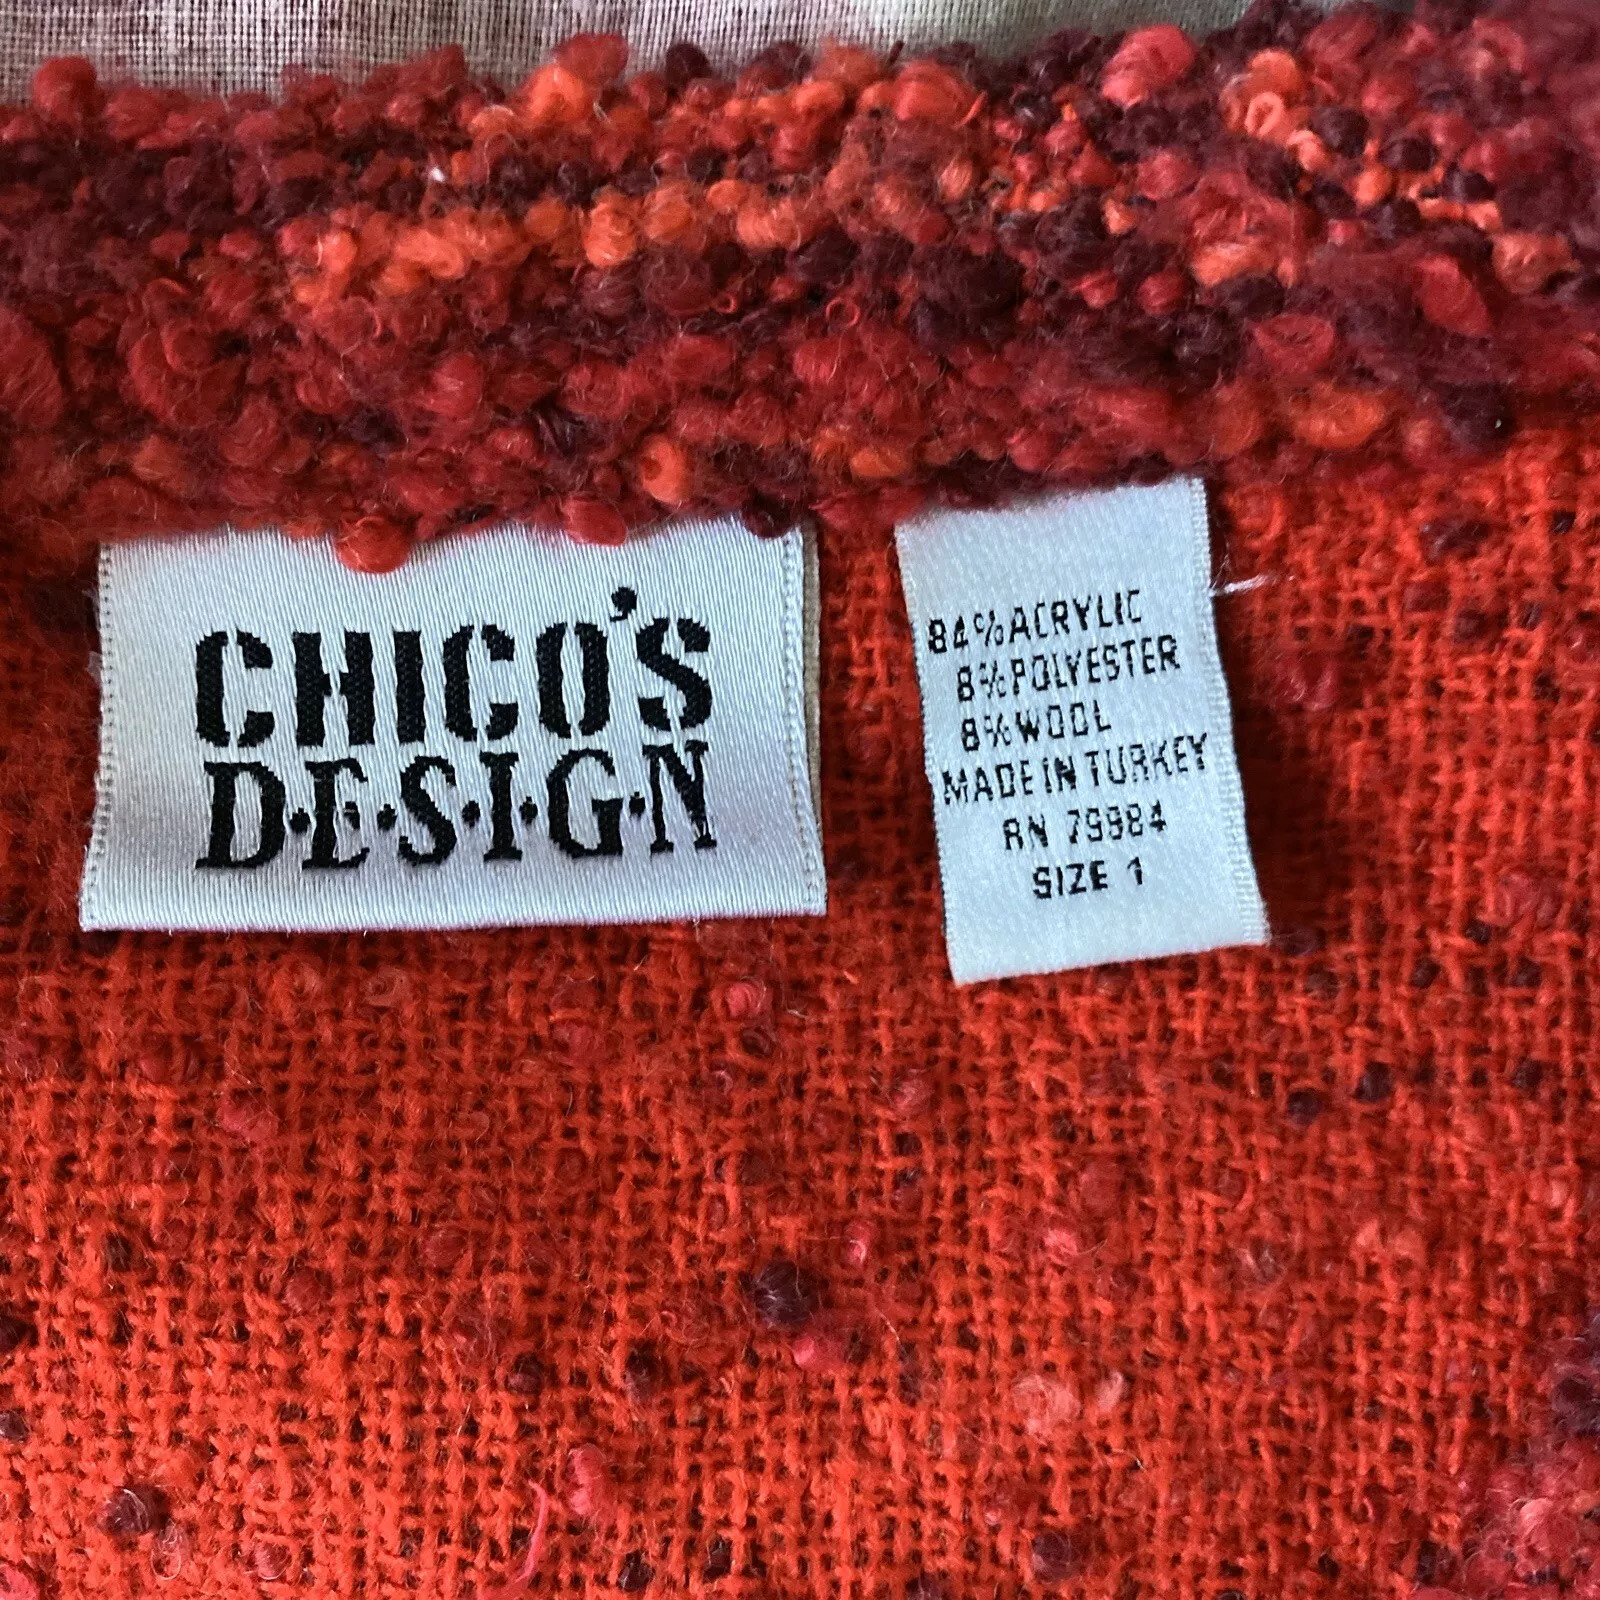 CHICO'S
D·E·S·I·G·N
84% ACRYLIC
8% POLYESTER
8% WOOL
MADE IN TURKEY
RN 79984
SIZE 1